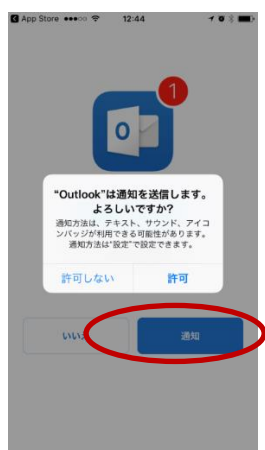 App Store 12:44
1
"Outlook"は通知を送信します。
よろしいですか?
通知方法は、テキスト、サウンド、アイコ
ンバッジが利用できる可能性があります。
通知方法は"設定"で設定できます。
許可しない 許可
いいえ 通知